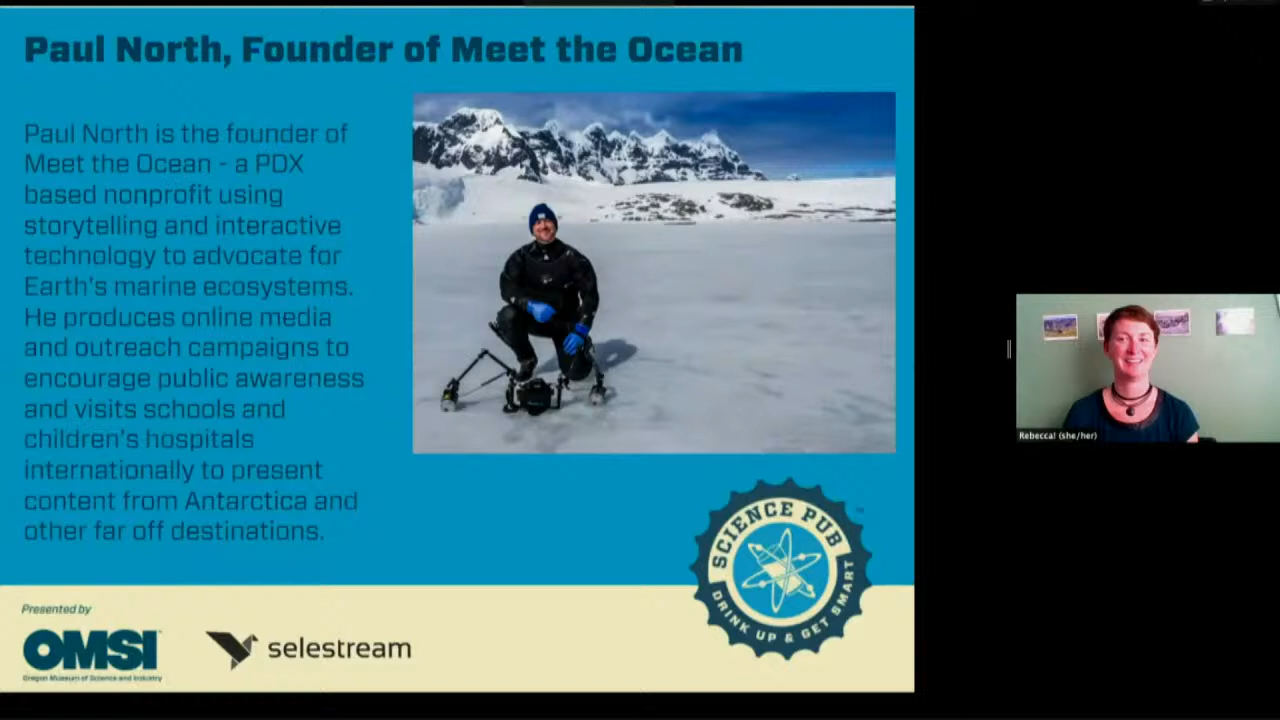 Paul North, Founder of Meet the Ocean
Paul North is the founder of
Meet the Ocean - a PDX
based nonprofit using
storytelling and interactive
technology to advocate for
Earth's marine ecosystems.
He produces online media
and outreach campaigns to
encourage public awareness
and visits schools and
children's hospitals
internationally to present
content from Antarctica and
other far off destinations.
Rebecca! (she/her)
SCIENCE PUB
DRINK UP & GET SMART
Presented by
OMSI
Oregon Museum of Science and Industry
selestream